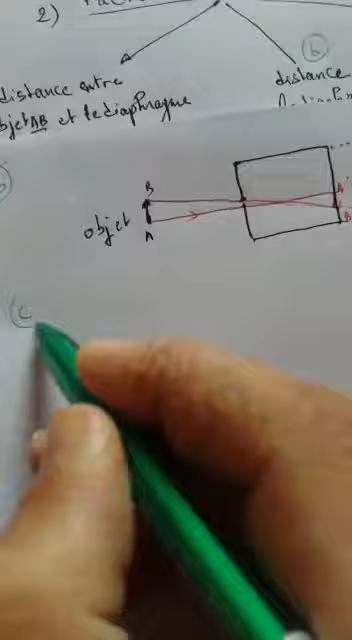 2)
b
distance entre
distance
objet AB et le diaphragme
B
A'
objet
A
B'
(c